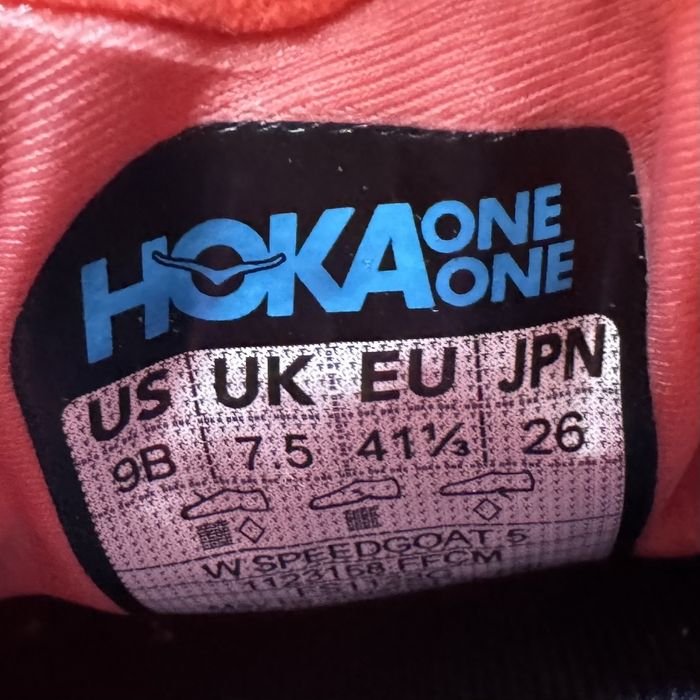 HOKA ONE ONE
US UK EU JPN
9B 7.5 41⅓ 26
W SPEEDGOAT 5
1123158 FFCM